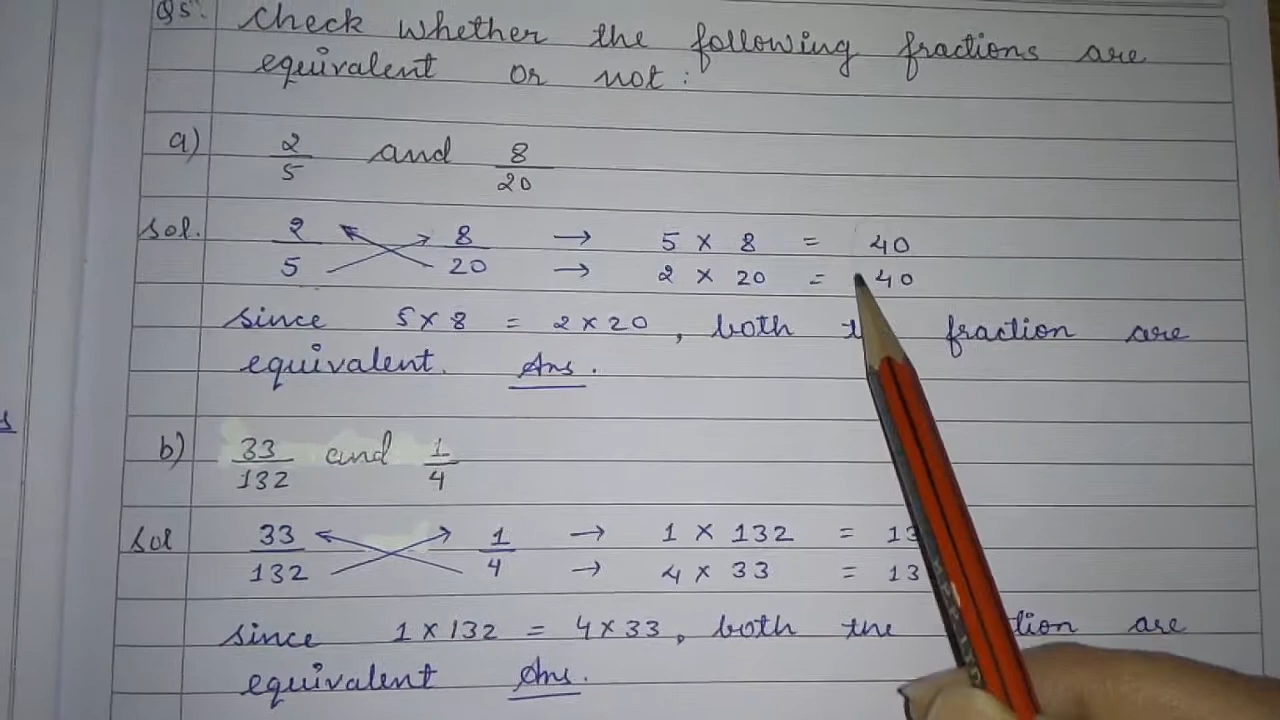 Q5. Check whether the following fractions are
equivalent or not:
a) 2/5 and 8/20
Sol. 2/5 8/20 → 5 × 8 = 40
→ 2 × 20 = 40
since 5×8 = 2×20, both fraction are
equivalent. Ans.
b) 33/132 and 1/4
Sol 33/132 1/4 → 1 × 132 = 13
→ 4 × 33 = 13
since 1×132 = 4×33, both the tion are
equivalent Ans.